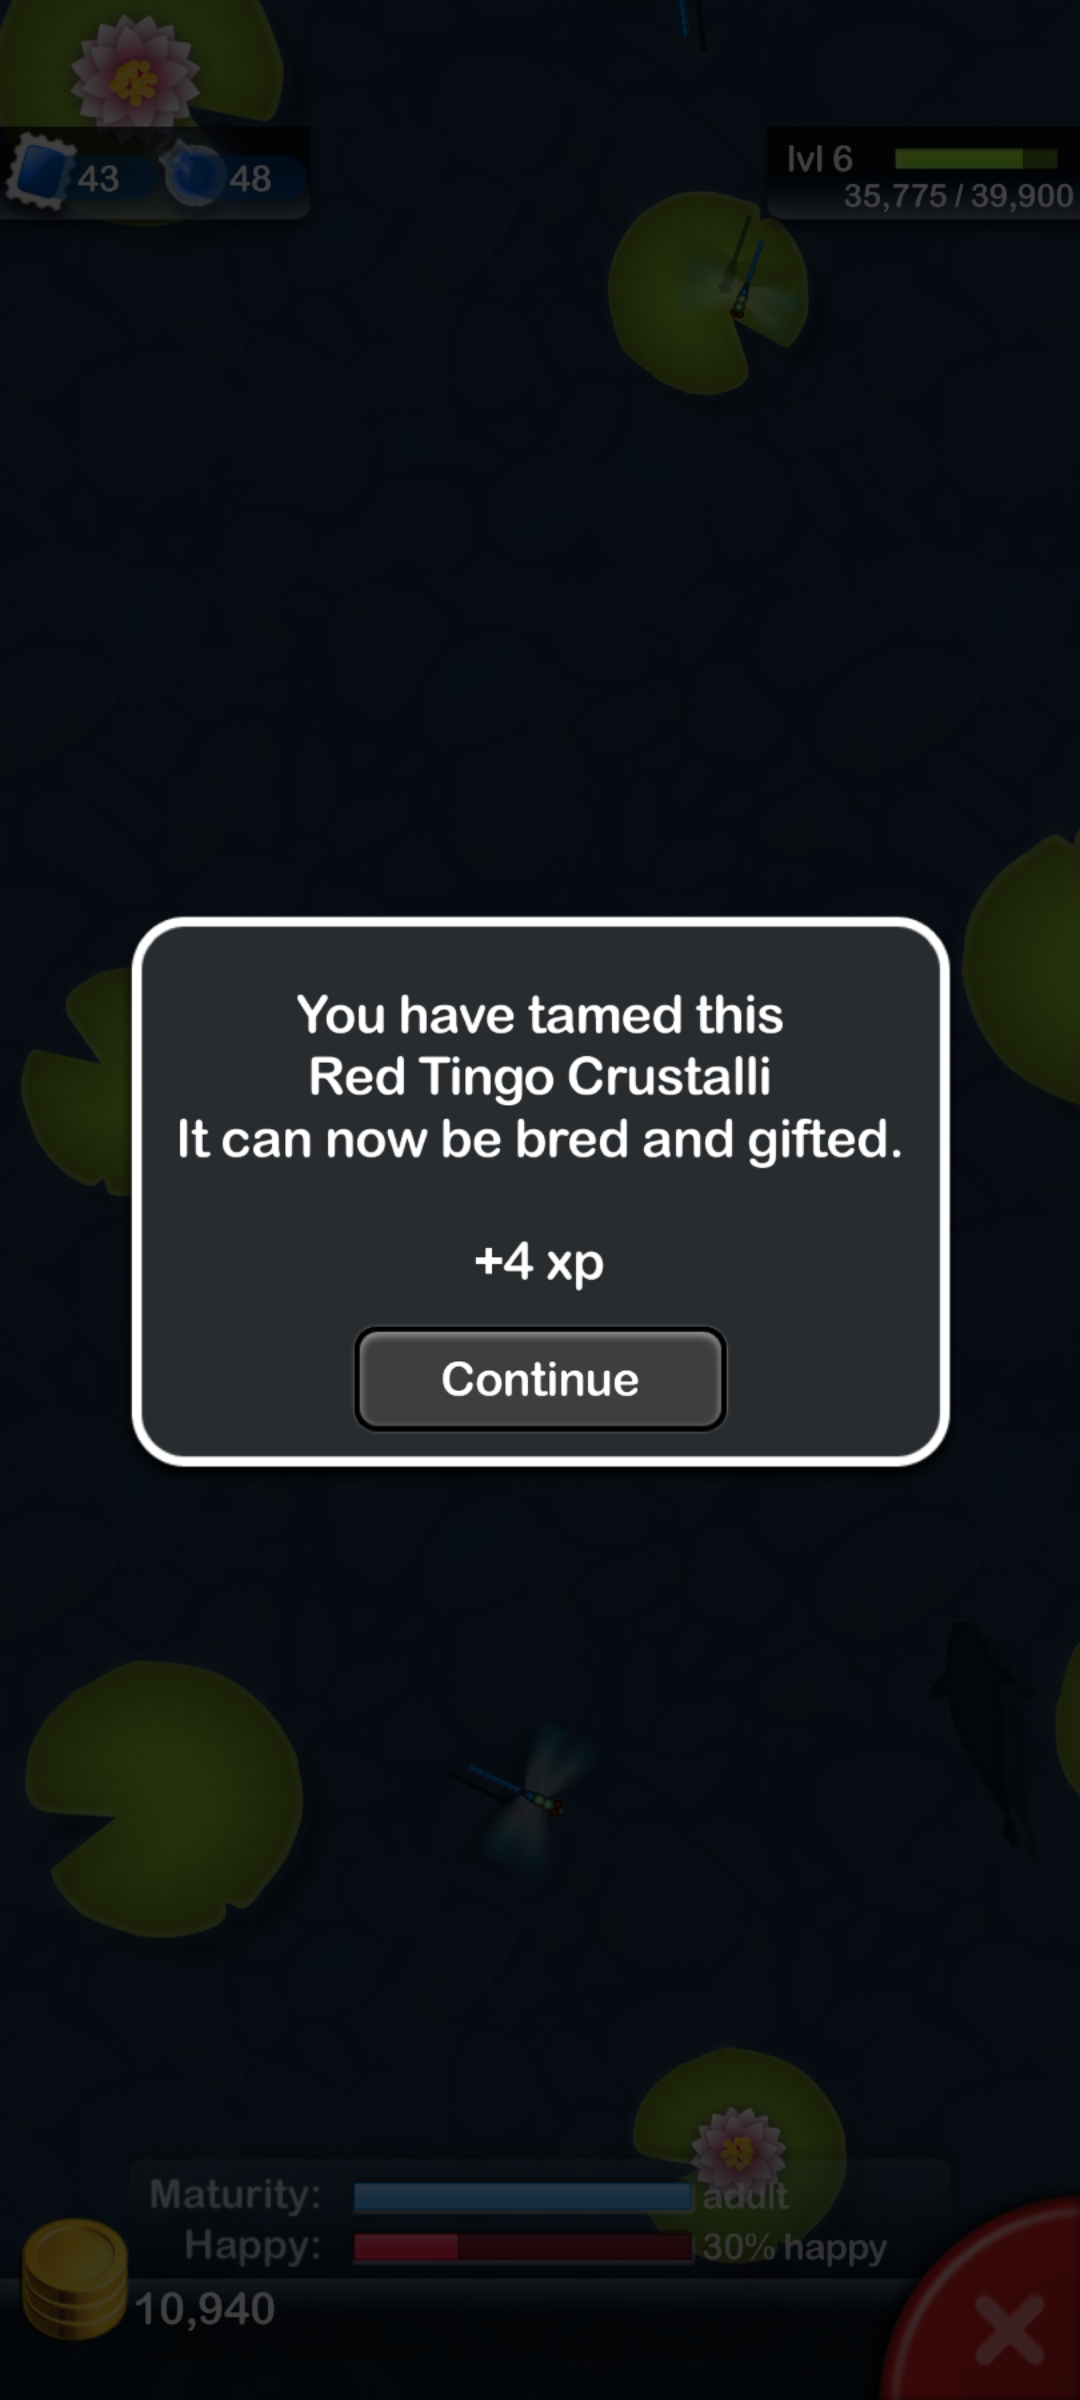 43
48
lvl 6
35,775 / 39,900
You have tamed this
Red Tingo Crustalli
It can now be bred and gifted.
+4 xp
Continue
Maturity: adult
Happy: 30% happy
10,940